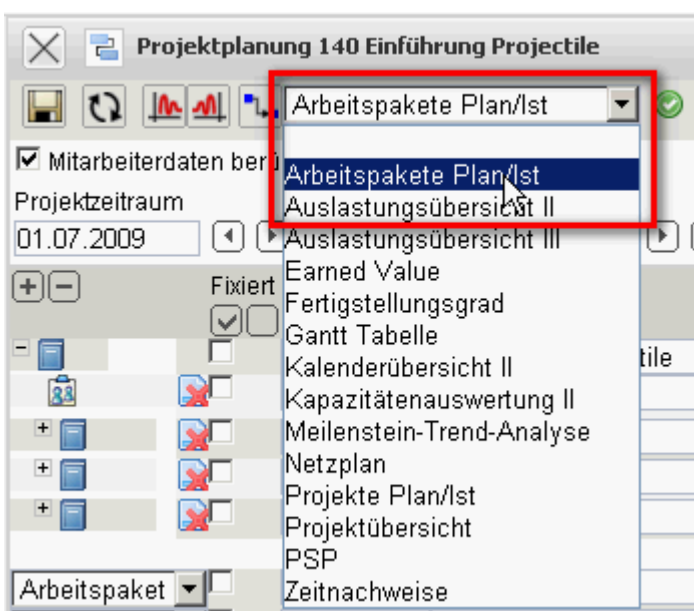 Projektplanung 140 Einführung Projectile
Arbeitspakete Plan/Ist
Mitarbeiterdaten
Arbeitspakete Plan/Ist
Projektzeitraum
Auslastungsübersicht II
01.07.2009
Auslastungsübersicht III
Earned Value
Fixiert
Fertigstellungsgrad
Gantt Tabelle
Kalenderübersicht II
Kapazitätenauswertung II
Meilenstein-Trend-Analyse
Netzplan
Projekte Plan/Ist
Projektübersicht
PSP
Arbeitspaket
Zeitnachweise